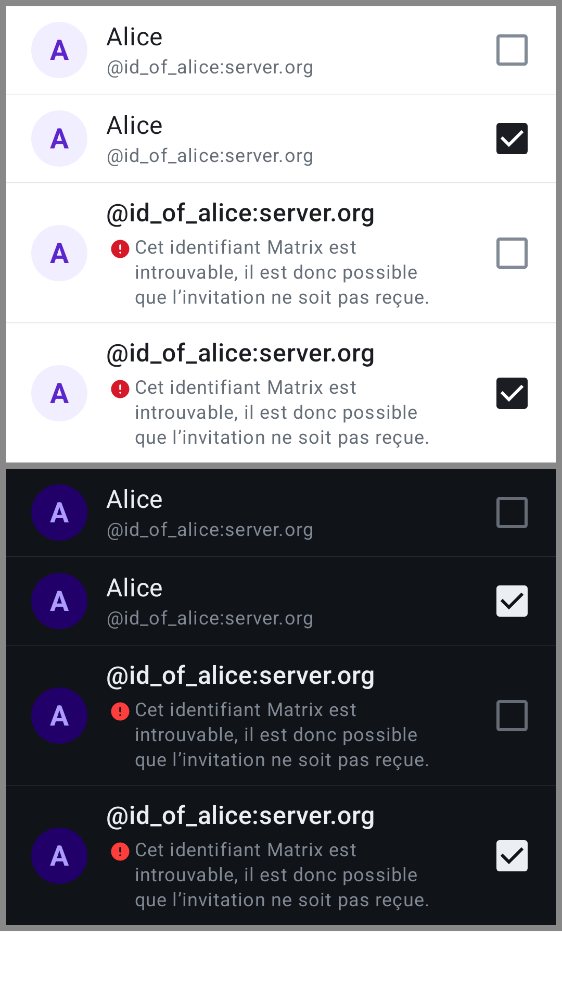 A
Alice
@id_of_alice:server.org
A
Alice
@id_of_alice:server.org
A
@id_of_alice:server.org
Cet identifiant Matrix est
introuvable, il est donc possible
que l’invitation ne soit pas reçue.
A
@id_of_alice:server.org
Cet identifiant Matrix est
introuvable, il est donc possible
que l’invitation ne soit pas reçue.
A
Alice
@id_of_alice:server.org
A
Alice
@id_of_alice:server.org
A
@id_of_alice:server.org
Cet identifiant Matrix est
introuvable, il est donc possible
que l’invitation ne soit pas reçue.
A
@id_of_alice:server.org
Cet identifiant Matrix est
introuvable, il est donc possible
que l’invitation ne soit pas reçue.